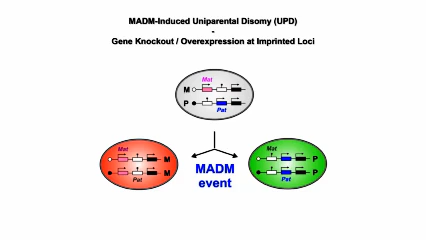 MADM-Induced Uniparental Disomy (UPD)
-
Gene Knockout / Overexpression at Imprinted Loci
Mat
M
P
Pat
Mat
M
M
Pat
MADM
event
Mat
P
P
Pat